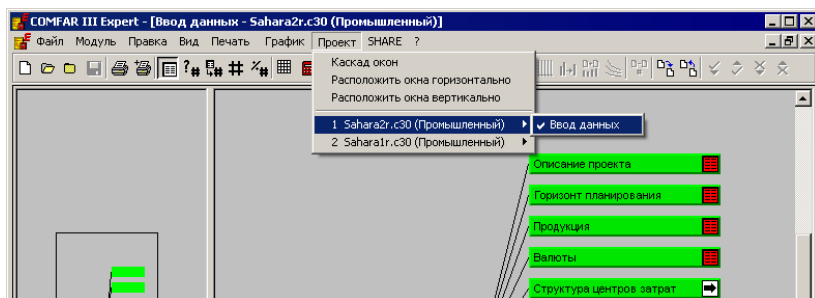 COMFAR III Expert - [Ввод данных - Sahara2r.c30 (Промышленный)]
Файл Модуль Правка Вид Печать График Проект SHARE ?
Каскад окон
Расположить окна горизонтально
Расположить окна вертикально
1 Sahara2r.c30 (Промышленный) Ввод данных
2 Sahara1r.c30 (Промышленный)
Описание проекта
Горизонт планирования
Продукция
Валюты
Структура центров затрат